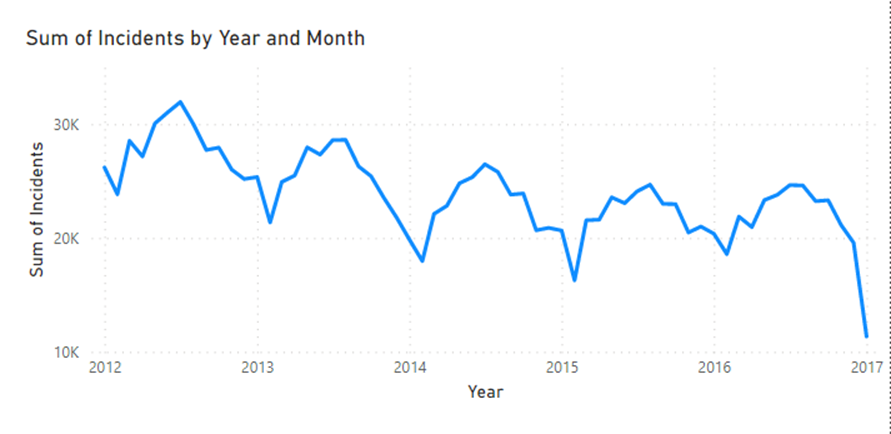 Sum of Incidents by Year and Month
30K
20K
10K
Sum of Incidents
2012 2013 2014 2015 2016 2017
Year